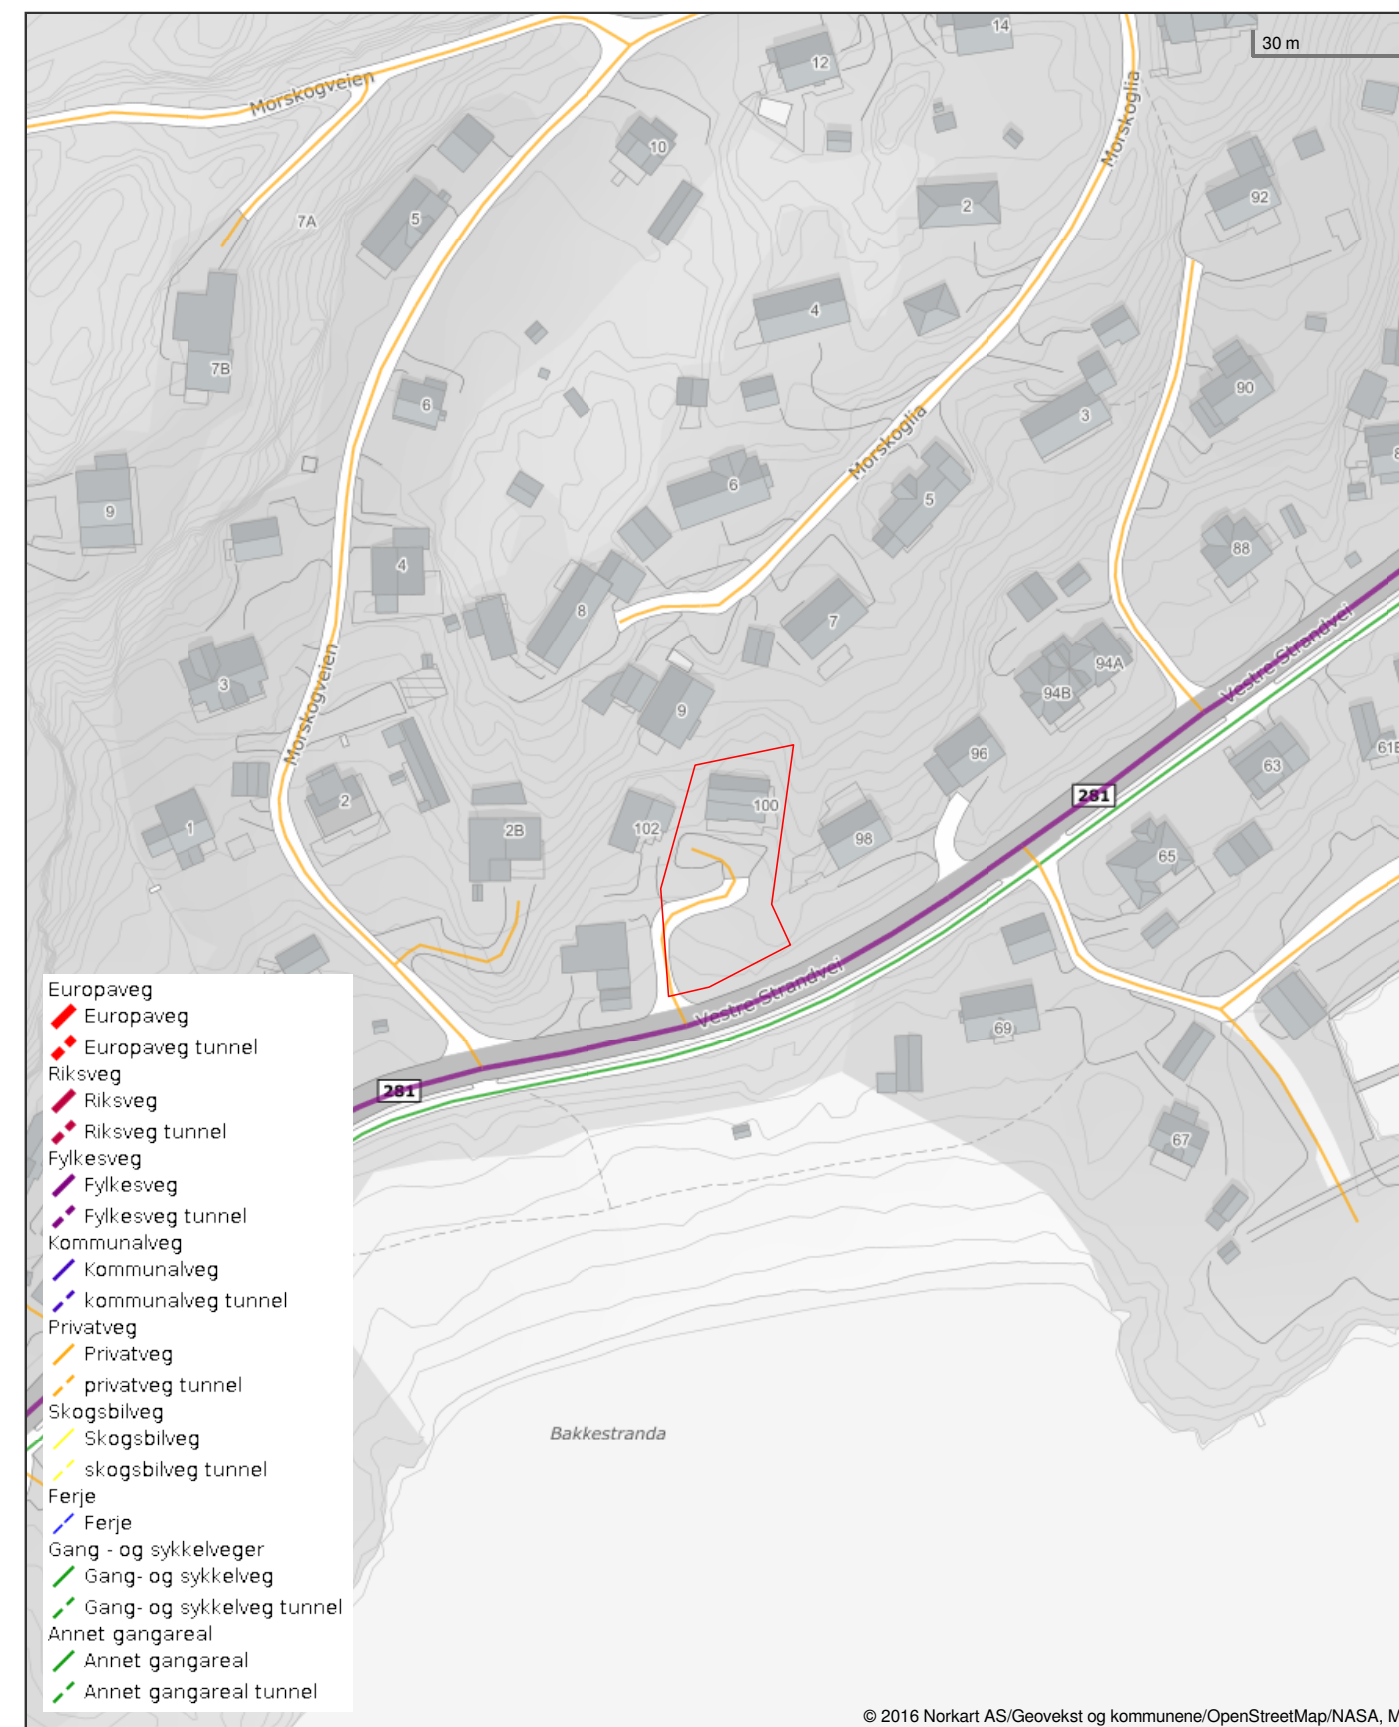 14
30 m
12
Morskogveien
Morskoglia
10
92
2
5
7A
4
7B
90
6
3
Morskoglia
6
5
9
88
4
8
7
Vestre Strandvei
94A
3
94B
Morskogveien
9
96
61B
63
281
2
100
1
2B
102
98
65
Vestre Strandvei
69
281
67
Europaveg
Europaveg
Europaveg tunnel
Riksveg
Riksveg
Riksveg tunnel
Fylkesveg
Fylkesveg
Fylkesveg tunnel
Kommunalveg
Kommunalveg
kommunalveg tunnel
Privatveg
Privatveg
privatveg tunnel
Skogsbilveg
Skogsbilveg
skogsbilveg tunnel
Ferje
Ferje
Gang - og sykkelveger
Gang- og sykkelveg
Gang- og sykkelveg tunnel
Annet gangareal
Annet gangareal
Annet gangareal tunnel
Bakkestranda
© 2016 Norkart AS/Geovekst og kommunene/OpenStreetMap/NASA, M